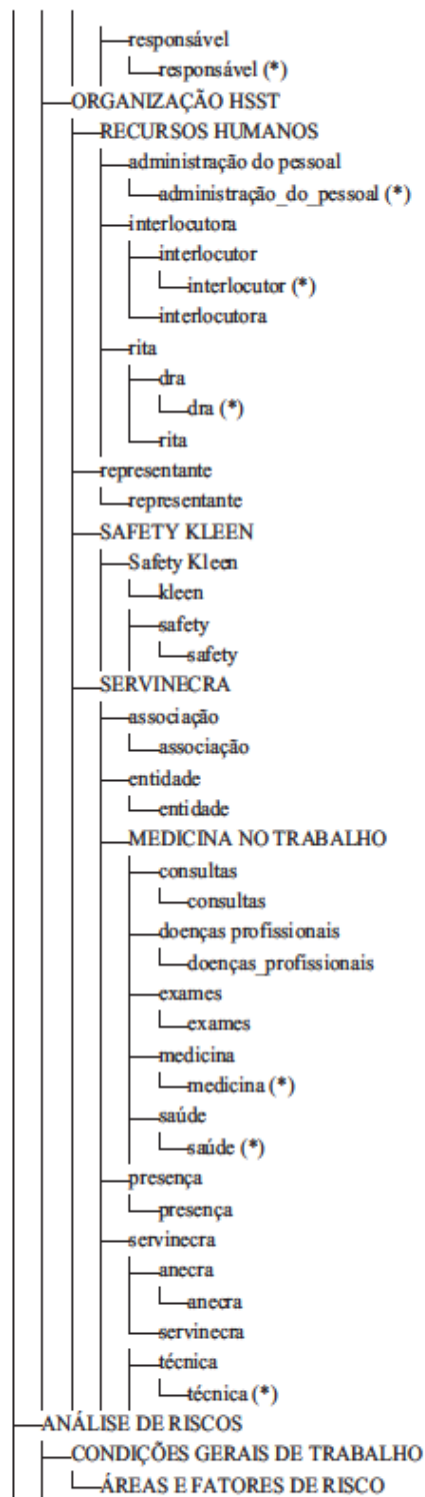 responsável
responsável (*)
ORGANIZAÇÃO HSST
RECURSOS HUMANOS
administração do pessoal
administração_do_pessoal (*)
interlocutora
interlocutor
interlocutor (*)
interlocutora
rita
dra
dra (*)
rita
representante
representante
SAFETY KLEEN
Safety Kleen
kleen
safety
safety
SERVINECRA
associação
associação
entidade
entidade
MEDICINA NO TRABALHO
consultas
consultas
doenças profissionais
doenças_profissionais
exames
exames
medicina
medicina (*)
saúde
saúde (*)
presença
presença
servinecra
anecra
anecra
servinecra
técnica
técnica (*)
ANÁLISE DE RISCOS
CONDIÇÕES GERAIS DE TRABALHO
ÁREAS E FATORES DE RISCO